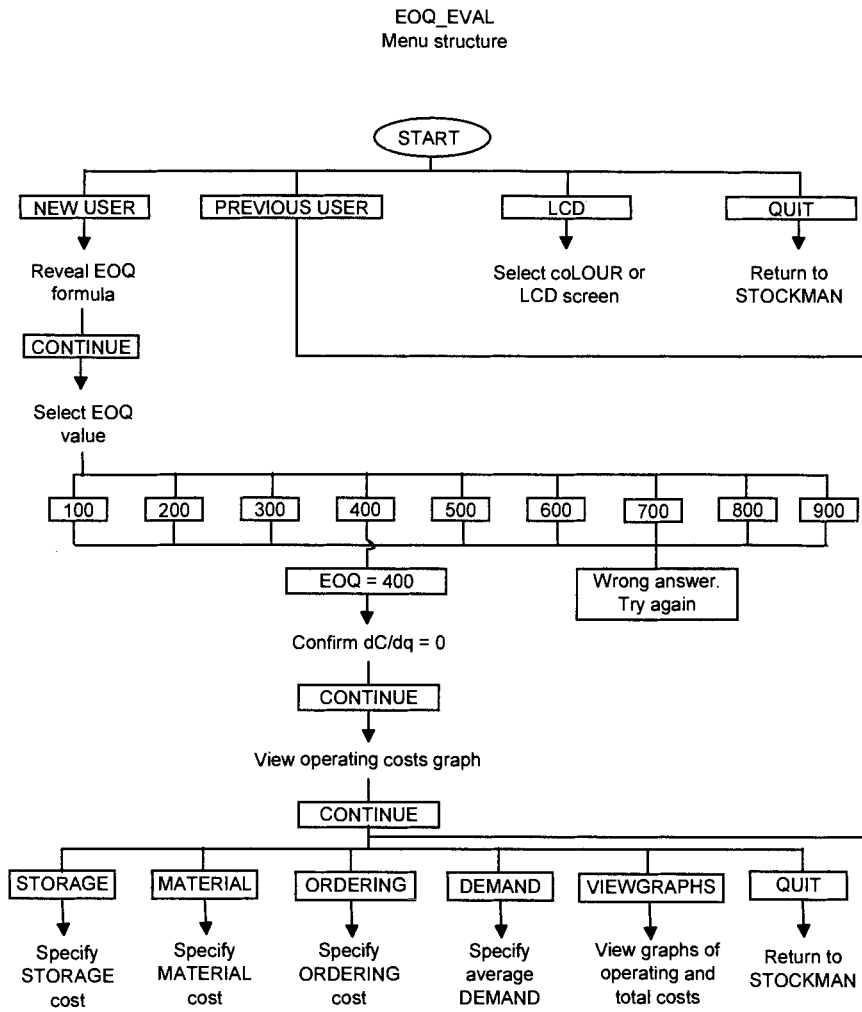 EOQ_EVAL
Menu structure
START
NEW USER
PREVIOUS USER
LCD
QUIT
Reveal EOQ
formula
Select coLOUR or
LCD screen
Return to
STOCKMAN
CONTINUE
Select EOQ
value
100
200
300
400
500
600
700
800
900
EOQ = 400
Wrong answer.
Try again
Confirm dC/dq = 0
CONTINUE
View operating costs graph
CONTINUE
STORAGE
MATERIAL
ORDERING
DEMAND
VIEWGRAPHS
QUIT
Specify
STORAGE
cost
Specify
MATERIAL
cost
Specify
ORDERING
cost
Specify
average
DEMAND
View graphs of
operating and
total costs
Return to
STOCKMAN